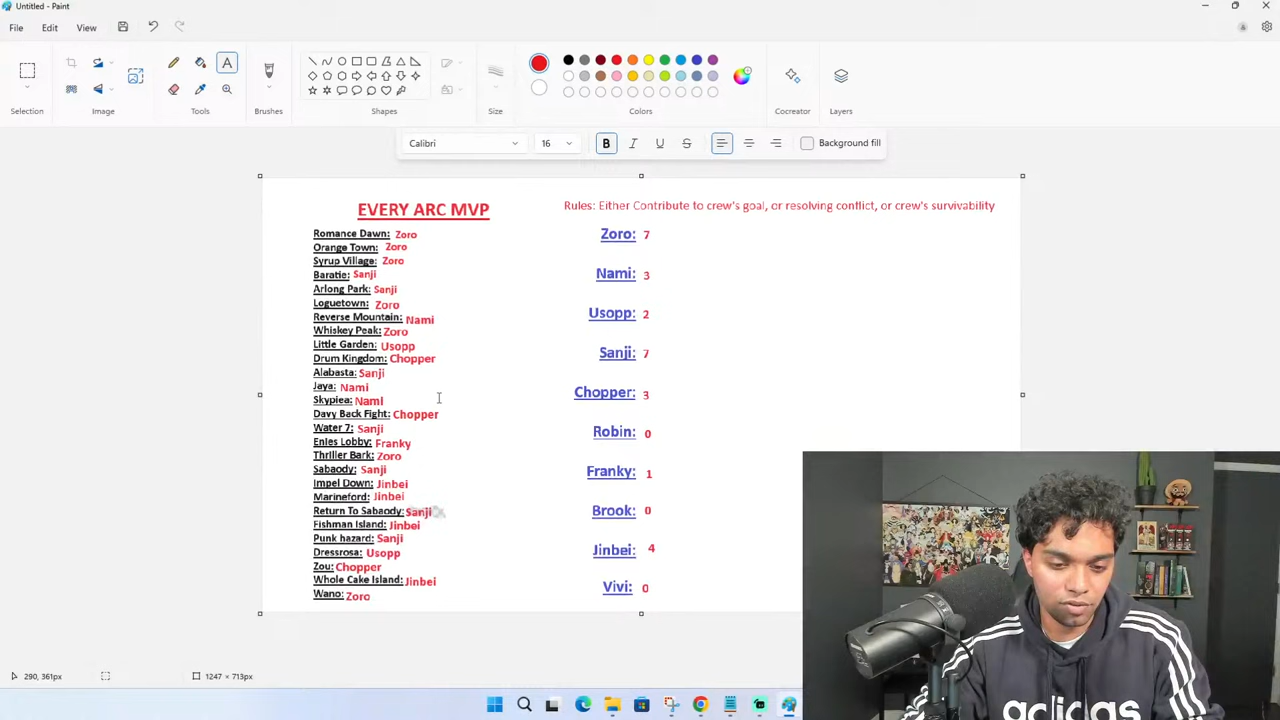 Untitled - Paint
File Edit View
Selection Image Tools Brushes Shapes Size Colors Cocreator Layers
Calibri 16 B I U S Background fill
EVERY ARC MVP
Rules: Either Contribute to crew's goal, or resolving conflict, or crew's survivability
Romance Dawn: Zoro
Orange Town: Zoro
Syrup Village: Zoro
Baratie: Sanji
Arlong Park: Sanji
Loguetown: Zoro
Reverse Mountain: Nami
Whiskey Peak: Zoro
Little Garden: Usopp
Drum Kingdom: Chopper
Alabasta: Sanji
Jaya: Nami
Skypiea: NamI
Davy Back Fight: Chopper
Water 7: Sanji
Enies Lobby: Franky
Thriller Bark: Zoro
Sabaody: Sanji
Impel Down: Jinbei
Marineford: Jinbei
Return To Sabaody: Sanji
Fishman Island: Jinbei
Punk hazard: Sanji
Dressrosa: Usopp
Zou: Chopper
Whole Cake Island: Jinbei
Wano: Zoro
Zoro: 7
Nami: 3
Usopp: 2
Sanji: 7
Chopper: 3
Robin: 0
Franky: 1
Brook: 0
Jinbei: 4
Vivi: 0
adidas
290, 361px
1247 × 713px